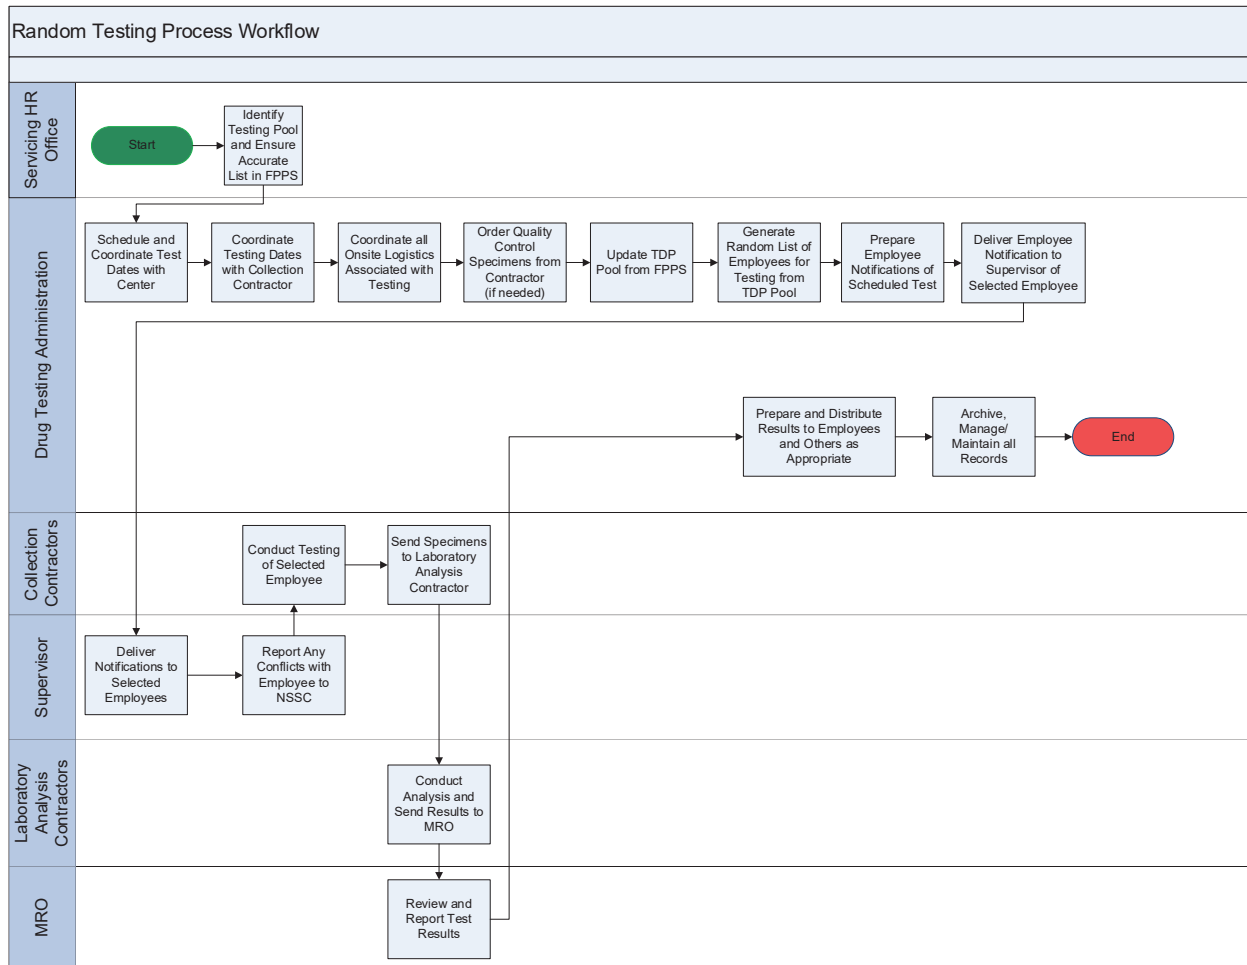 Random Testing Process Workflow
Servicing HR
Office
Start
Identify
Testing Pool
and Ensure
Accurate
List in FPPS
Drug Testing Administration
Schedule and
Coordinate Test
Dates with
Center
Coordinate
Testing Dates
with Collection
Contractor
Coordinate all
Onsite Logistics
Associated with
Testing
Order Quality
Control
Specimens from
Contractor
(if needed)
Update TDP
Pool from FPPS
Generate
Random List of
Employees for
Testing from
TDP Pool
Prepare
Employee
Notifications of
Scheduled Test
Deliver Employee
Notification to
Supervisor of
Selected Employee
Prepare and Distribute
Results to Employees
and Others as
Appropriate
Archive,
Manage/
Maintain all
Records
End
Collection
Contractors
Conduct Testing
of Selected
Employee
Send Specimens
to Laboratory
Analysis
Contractor
Supervisor
Deliver
Notifications to
Selected
Employees
Report Any
Conflicts with
Employee to
NSSC
Laboratory
Analysis
Contractors
Conduct
Analysis and
Send Results to
MRO
MRO
Review and
Report Test
Results